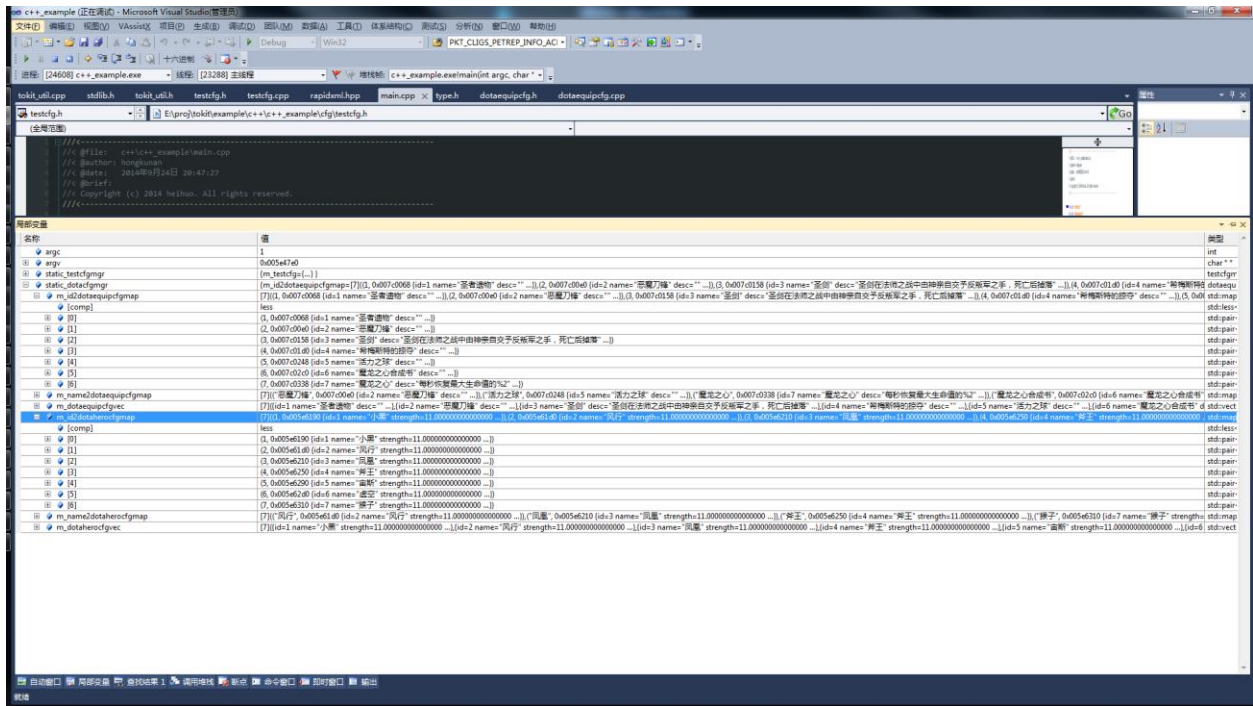 c++_example (正在调试) - Microsoft Visual Studio(管理员)
文件(F) 编辑(E) 视图(V) VAssistX 项目(P) 生成(B) 调试(D) 团队(M) 数据(A) 工具(T) 体系结构(C) 测试(S) 分析(N) 窗口(W) 帮助(H)
Debug Win32 PKT_CLIGS_PETREP_INFO_ACI
十六进制
进程: [24608] c++_example.exe 线程: [23288] 主线程 堆栈帧: c++_example.exe!main(int argc, char *
tokit_util.cpp stdlib.h tokit_util.h testcfg.h testcfg.cpp rapidxml.hpp main.cpp type.h dotaequipcfg.h dotaequipcfg.cpp 属性
testcfg.h E:\proj\tokit\example\c++\c++_example\cfg\testcfg.h Go
(全局范围)
1 ///<------------------------------------------------------------------------------
2 //< @file: c++\c++_example\main.cpp
3 //< @author: hongkunan
4 //< @date: 2014年9月24日 20:47:27
5 //< @brief:
6 //< Copyright (c) 2014 heihuo. All rights reserved.
7 ///<------------------------------------------------------------------------------
局部变量
名称 值 类型
argc 1 int
argv 0x005e47e0 char * *
static_testcfgmgr {m_testcfg={...} } testcfgm
static_dotacfgmgr {m_id2dotaequipcfgmap=[7]((1, 0x007c0068 {id=1 name="圣者遗物" desc="" ...}),(2, 0x007c00e0 {id=2 name="恶魔刀锋" desc="" ...}),(3, 0x007c0158 {id=3 name="圣剑" desc="圣剑在法师之战中由神亲自交予反叛军之手，死亡后掉落" ...}),(4, 0x007c01d0 {id=4 name="希梅斯特的 dotaequ
m_id2dotaequipcfgmap [7]((1, 0x007c0068 {id=1 name="圣者遗物" desc="" ...}),(2, 0x007c00e0 {id=2 name="恶魔刀锋" desc="" ...}),(3, 0x007c0158 {id=3 name="圣剑" desc="圣剑在法师之战中由神亲自交予反叛军之手，死亡后掉落" ...}),(4, 0x007c01d0 {id=4 name="希梅斯特的掠夺" desc="" ...}),(5, 0x00 std::map
[comp] less std::less<
[0] (1, 0x007c0068 {id=1 name="圣者遗物" desc="" ...}) std::pair<
[1] (2, 0x007c00e0 {id=2 name="恶魔刀锋" desc="" ...}) std::pair<
[2] (3, 0x007c0158 {id=3 name="圣剑" desc="圣剑在法师之战中由神亲自交予反叛军之手，死亡后掉落" ...}) std::pair<
[3] (4, 0x007c01d0 {id=4 name="希梅斯特的掠夺" desc="" ...}) std::pair<
[4] (5, 0x007c0248 {id=5 name="活力之球" desc="" ...}) std::pair<
[5] (6, 0x007c02c0 {id=6 name="魔龙之心合成书" desc="" ...}) std::pair<
[6] (7, 0x007c0338 {id=7 name="魔龙之心" desc="每秒恢复最大生命值的%2" ...}) std::pair<
m_name2dotaequipcfgmap [7](("恶魔刀锋", 0x007c00e0 {id=2 name="恶魔刀锋" desc="" ...}),("活力之球", 0x007c0248 {id=5 name="活力之球" desc="" ...}),("魔龙之心", 0x007c0338 {id=7 name="魔龙之心" desc="每秒恢复最大生命值的%2" ...}),("魔龙之心合成书", 0x007c02c0 {id=6 name="魔龙之心合成书" std::map
m_dotaequipcfgvec [7]({id=1 name="圣者遗物" desc="" ...},{id=2 name="恶魔刀锋" desc="" ...},{id=3 name="圣剑" desc="圣剑在法师之战中由神亲自交予反叛军之手，死亡后掉落" ...},{id=4 name="希梅斯特的掠夺" desc="" ...},{id=5 name="活力之球" desc="" ...},{id=6 name="魔龙之心合成书" d std::vect
m_id2dotaherocfgmap [7]((1, 0x005e6190 {id=1 name="小黑" strength=11.000000000000000 ...}),(2, 0x005e61d0 {id=2 name="风行" strength=11.000000000000000 ...}),(3, 0x005e6210 {id=3 name="凤凰" strength=11.000000000000000 ...}),(4, 0x005e6250 {id=4 name="斧王" strength=11.000000000000000 std::map
[comp] less std::less<
[0] (1, 0x005e6190 {id=1 name="小黑" strength=11.000000000000000 ...}) std::pair<
[1] (2, 0x005e61d0 {id=2 name="风行" strength=11.000000000000000 ...}) std::pair<
[2] (3, 0x005e6210 {id=3 name="凤凰" strength=11.000000000000000 ...}) std::pair<
[3] (4, 0x005e6250 {id=4 name="斧王" strength=11.000000000000000 ...}) std::pair<
[4] (5, 0x005e6290 {id=5 name="宙斯" strength=11.000000000000000 ...}) std::pair<
[5] (6, 0x005e62d0 {id=6 name="虚空" strength=11.000000000000000 ...}) std::pair<
[6] (7, 0x005e6310 {id=7 name="猴子" strength=11.000000000000000 ...}) std::pair<
m_name2dotaherocfgmap [7](("风行", 0x005e61d0 {id=2 name="风行" strength=11.000000000000000 ...}),("凤凰", 0x005e6210 {id=3 name="凤凰" strength=11.000000000000000 ...}),("斧王", 0x005e6250 {id=4 name="斧王" strength=11.000000000000000 ...}),("猴子", 0x005e6310 {id=7 name="猴子" strength= std::map
m_dotaherocfgvec [7]({id=1 name="小黑" strength=11.000000000000000 ...},{id=2 name="风行" strength=11.000000000000000 ...},{id=3 name="凤凰" strength=11.000000000000000 ...},{id=4 name="斧王" strength=11.000000000000000 ...},{id=5 name="宙斯" strength=11.000000000000000 ...},{id=6 std::vect
自动窗口 局部变量 查找结果 1 调用堆栈 断点 命令窗口 即时窗口 输出
就绪